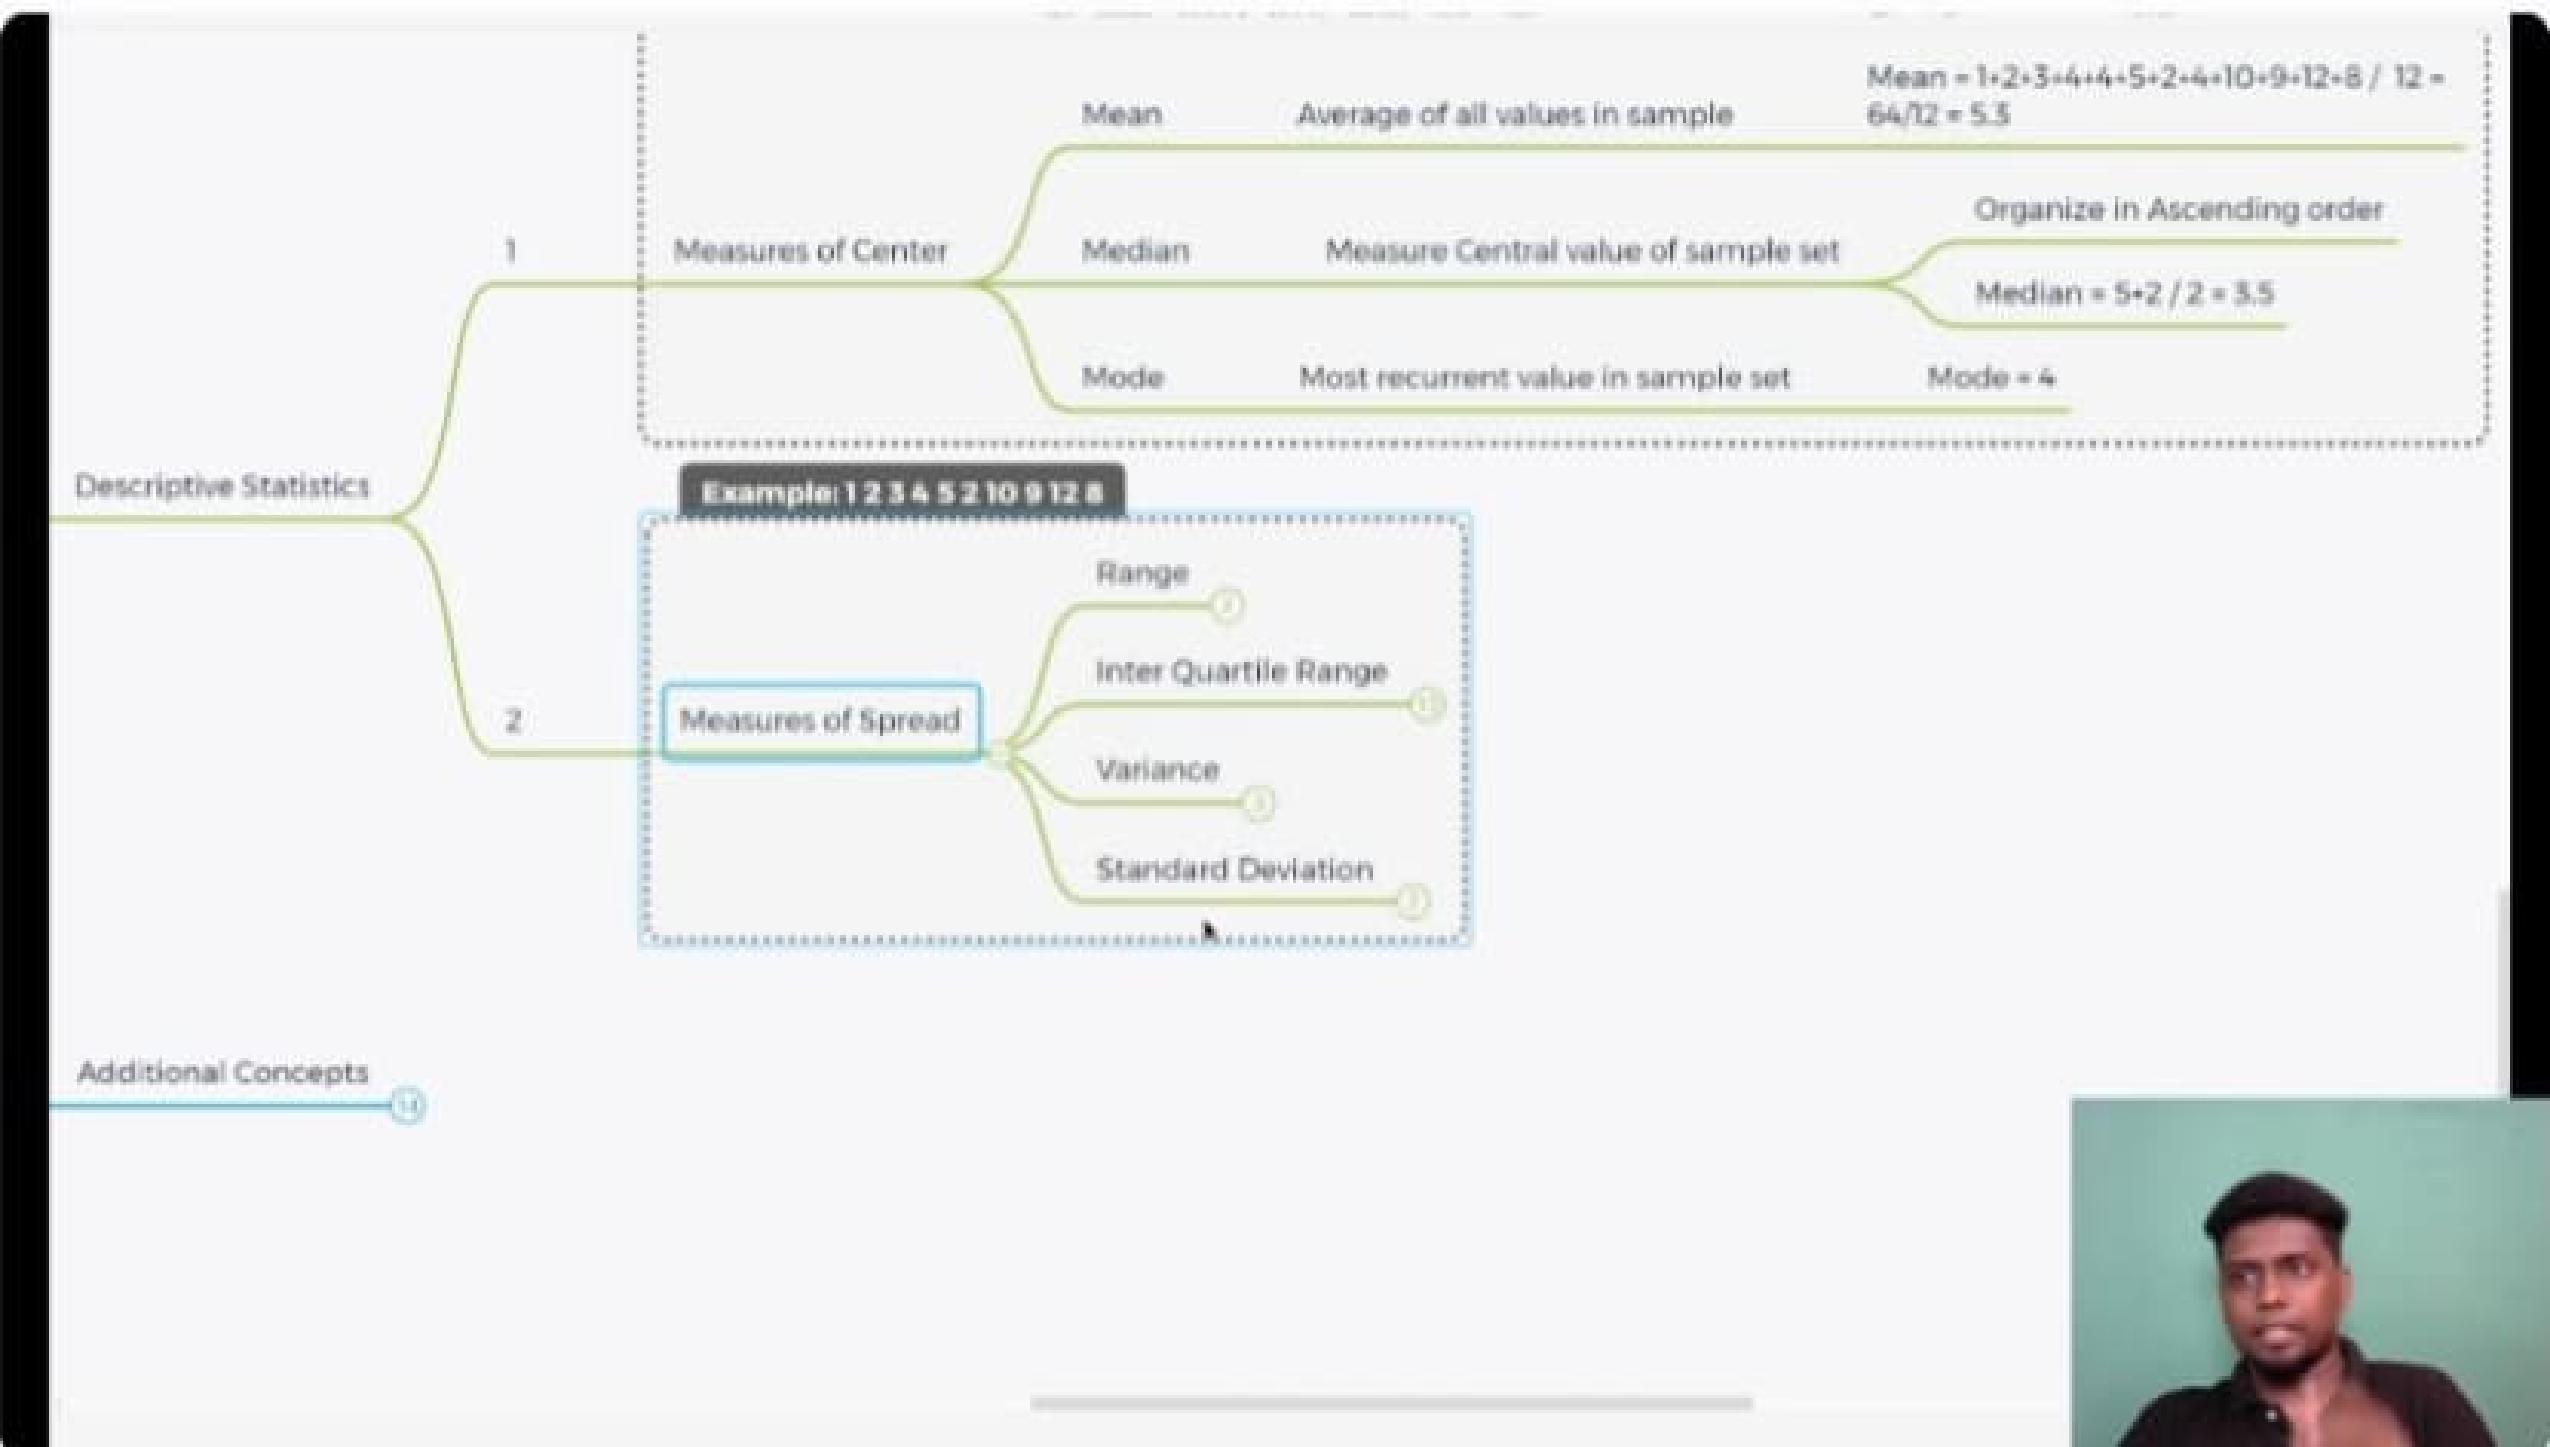 Mean = 1+2+3+4+4+5+2+4+10+9+12+8 / 12 =
Mean Average of all values in sample 64/12 = 5.3
Organize in Ascending order
1 Measures of Center Median Measure Central value of sample set
Median = 5+2 / 2 = 3.5
Mode Most recurrent value in sample set Mode = 4
Descriptive Statistics
Example: 1 2 3 4 5 2 10 9 12 8
Range
Inter Quartile Range
2 Measures of Spread
Variance
Standard Deviation
Additional Concepts
14